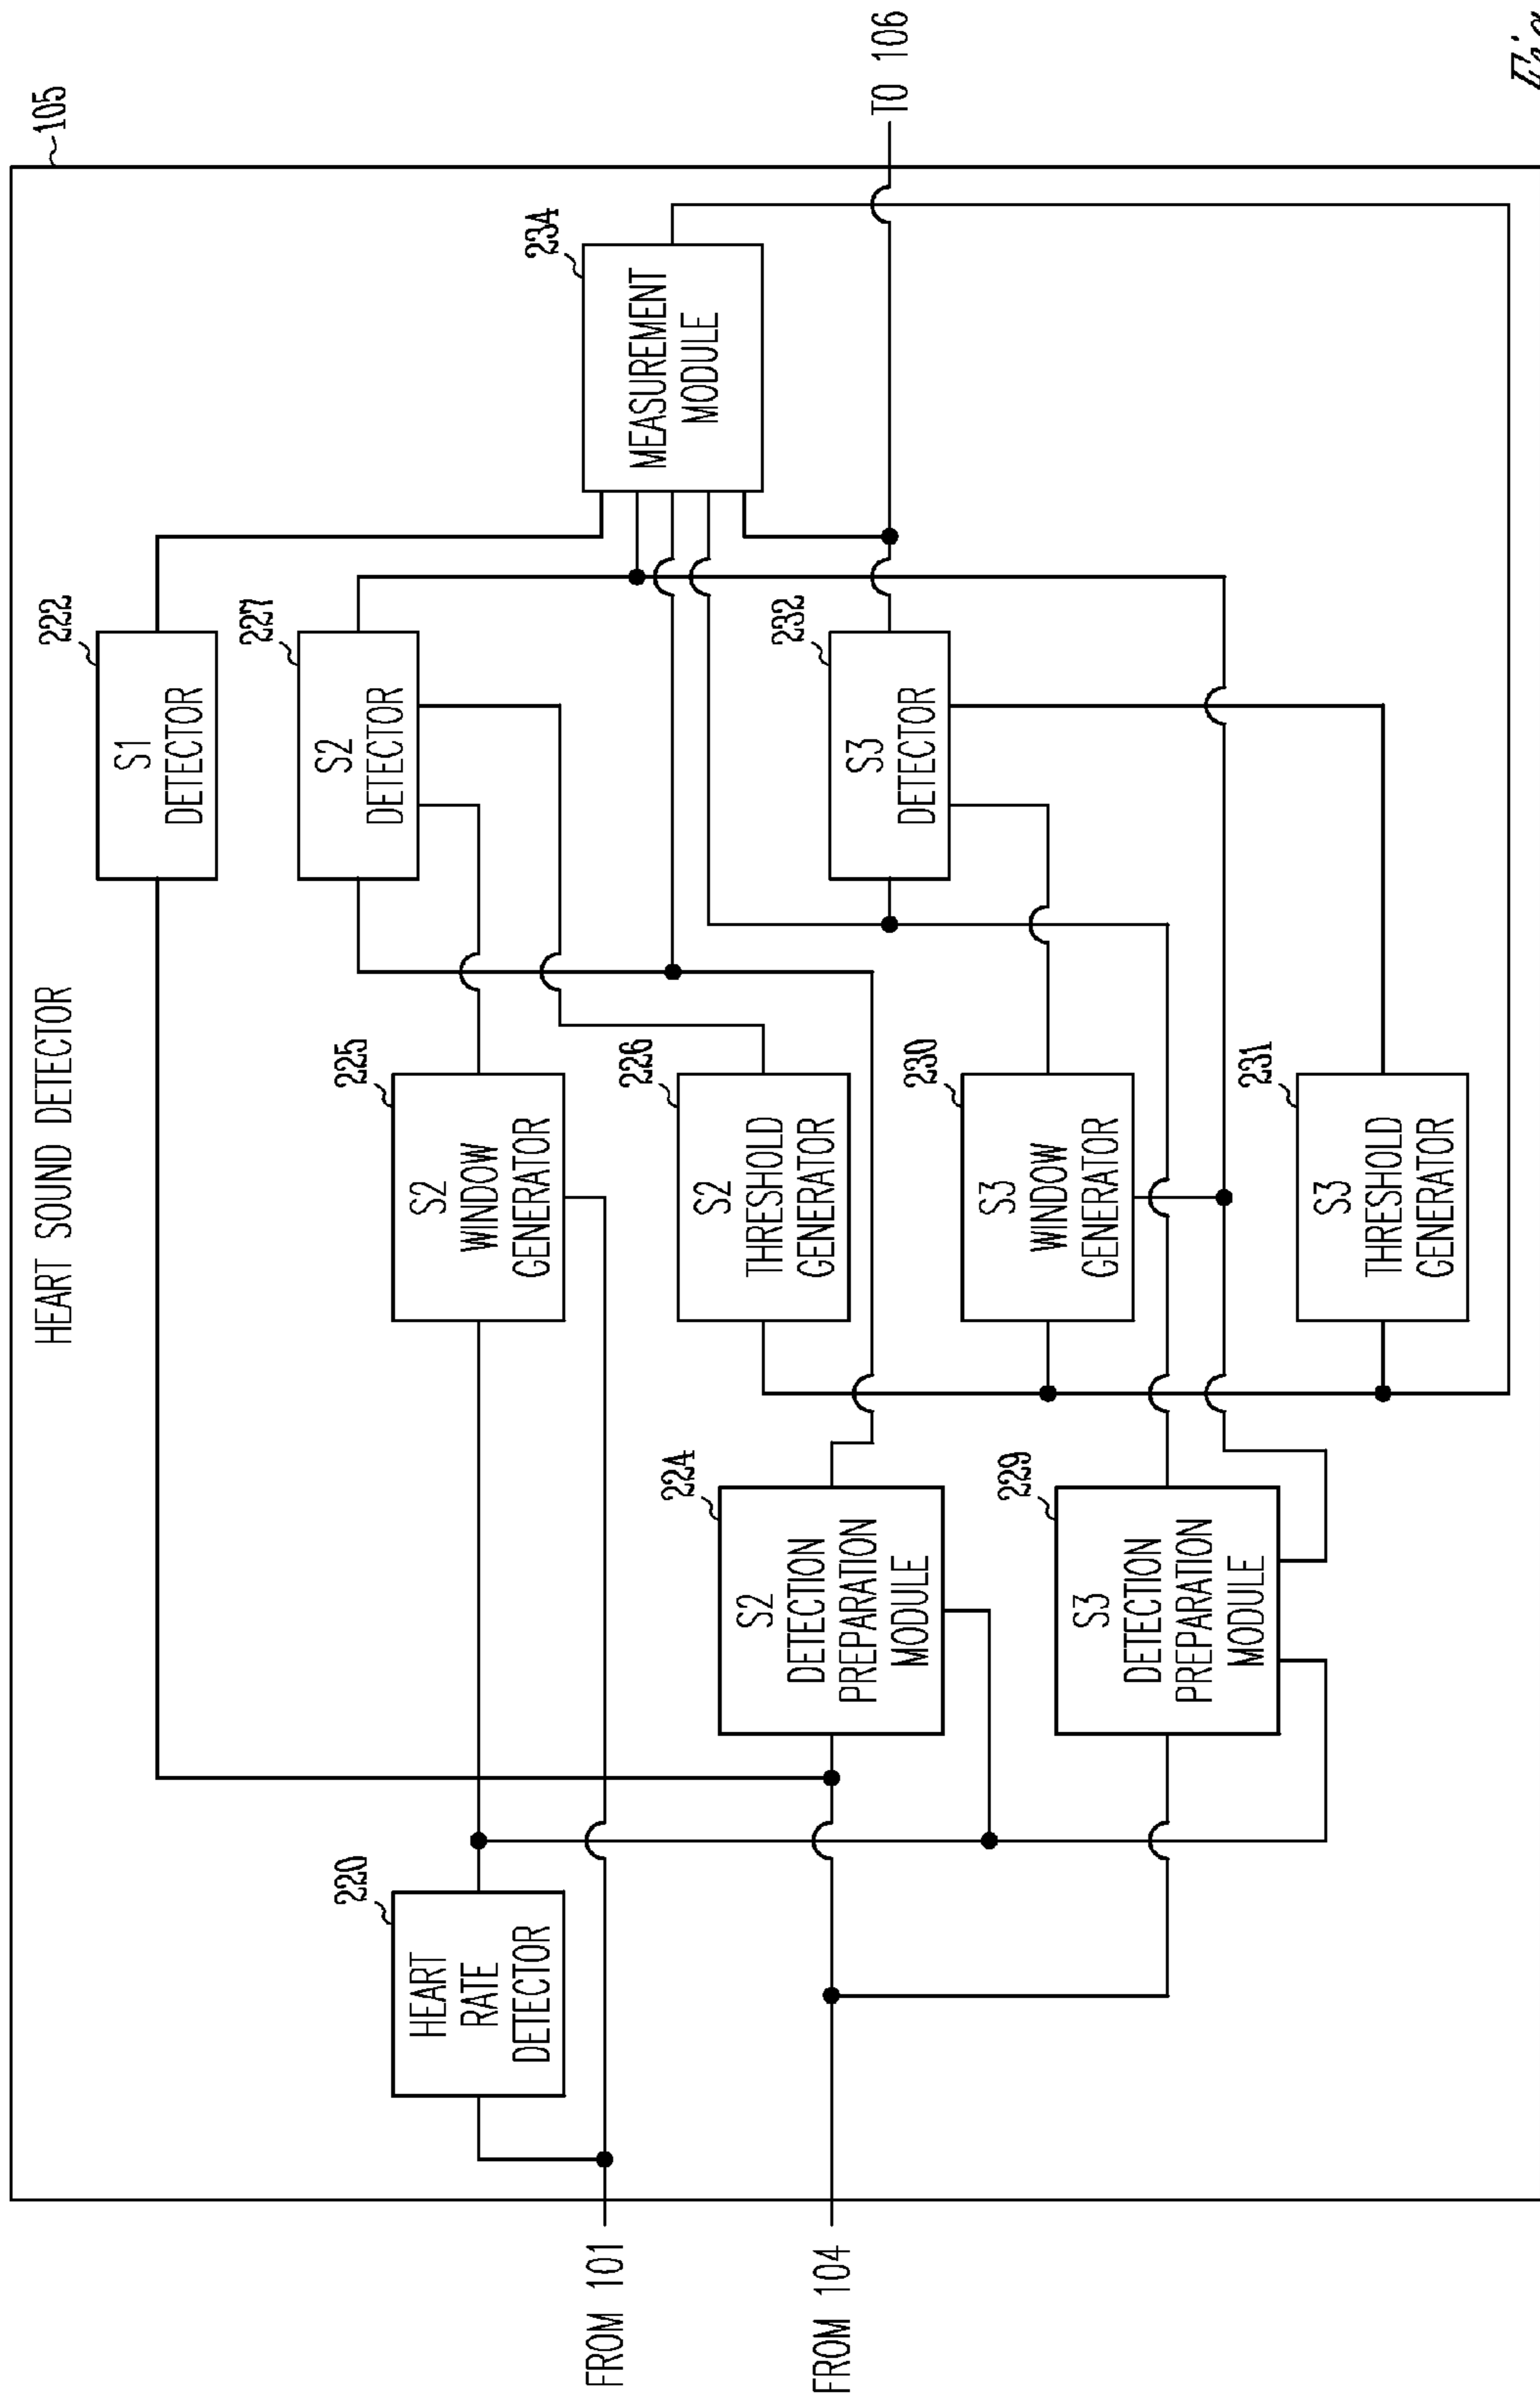 105
HEART SOUND DETECTOR
222
S1
DETECTOR
227
S2
DETECTOR
220
HEART
RATE
DETECTOR
225
S2
WINDOW
GENERATOR
234
MEASUREMENT
MODULE
FROM 101
224
S2
DETECTION
PREPARATION
MODULE
226
S2
THRESHOLD
GENERATOR
232
S3
DETECTOR
FROM 104
TO 106
229
S3
DETECTION
PREPARATION
MODULE
230
S3
WINDOW
GENERATOR
231
S3
THRESHOLD
GENERATOR